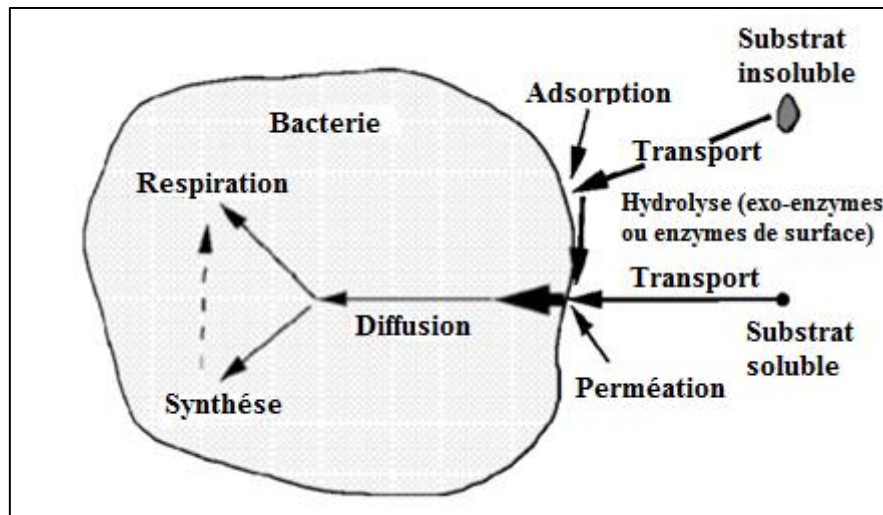 Substrat
insoluble
Adsorption
Bacterie
Transport
Respiration
Hydrolyse (exo-enzymes
ou enzymes de surface)
Transport
Diffusion
Substrat
soluble
Perméation
Synthése